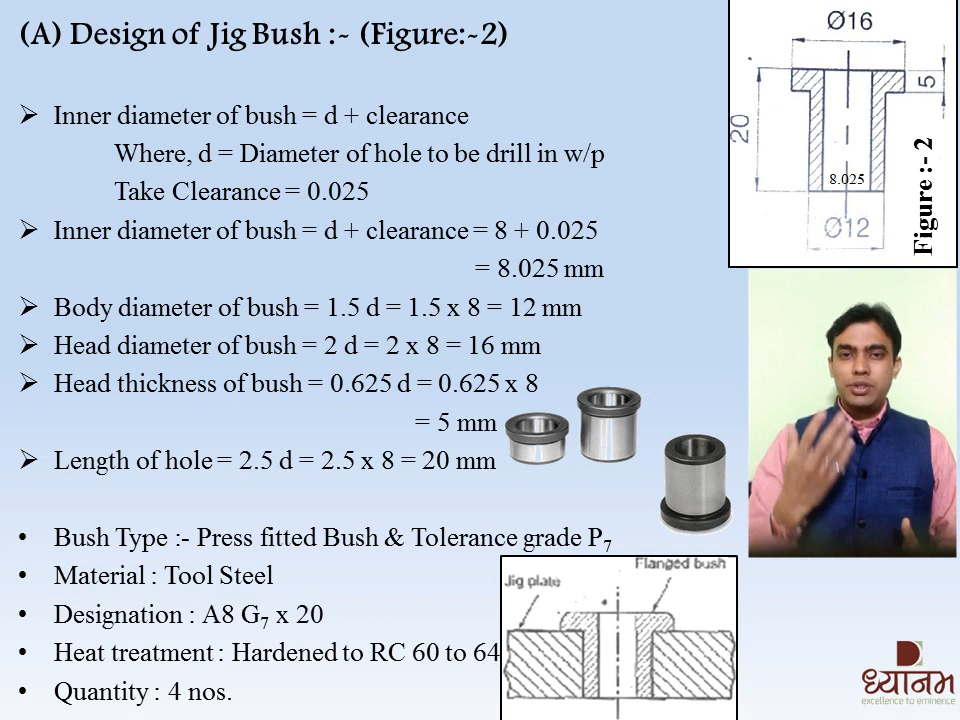 (A) Design of Jig Bush :- (Figure:-2)
➢ Inner diameter of bush = d + clearance
Where, d = Diameter of hole to be drill in w/p
Take Clearance = 0.025
➢ Inner diameter of bush = d + clearance = 8 + 0.025
= 8.025 mm
➢ Body diameter of bush = 1.5 d = 1.5 x 8 = 12 mm
➢ Head diameter of bush = 2 d = 2 x 8 = 16 mm
➢ Head thickness of bush = 0.625 d = 0.625 x 8
= 5 mm
➢ Length of hole = 2.5 d = 2.5 x 8 = 20 mm
• Bush Type :- Press fitted Bush & Tolerance grade P₇
• Material : Tool Steel
• Designation : A8 G₇ x 20
• Heat treatment : Hardened to RC 60 to 64
• Quantity : 4 nos.
Ø16
5
20
8.025
Ø12
Figure :- 2
Flanged bush
Jig plate
ध्यानम
excellence to eminence